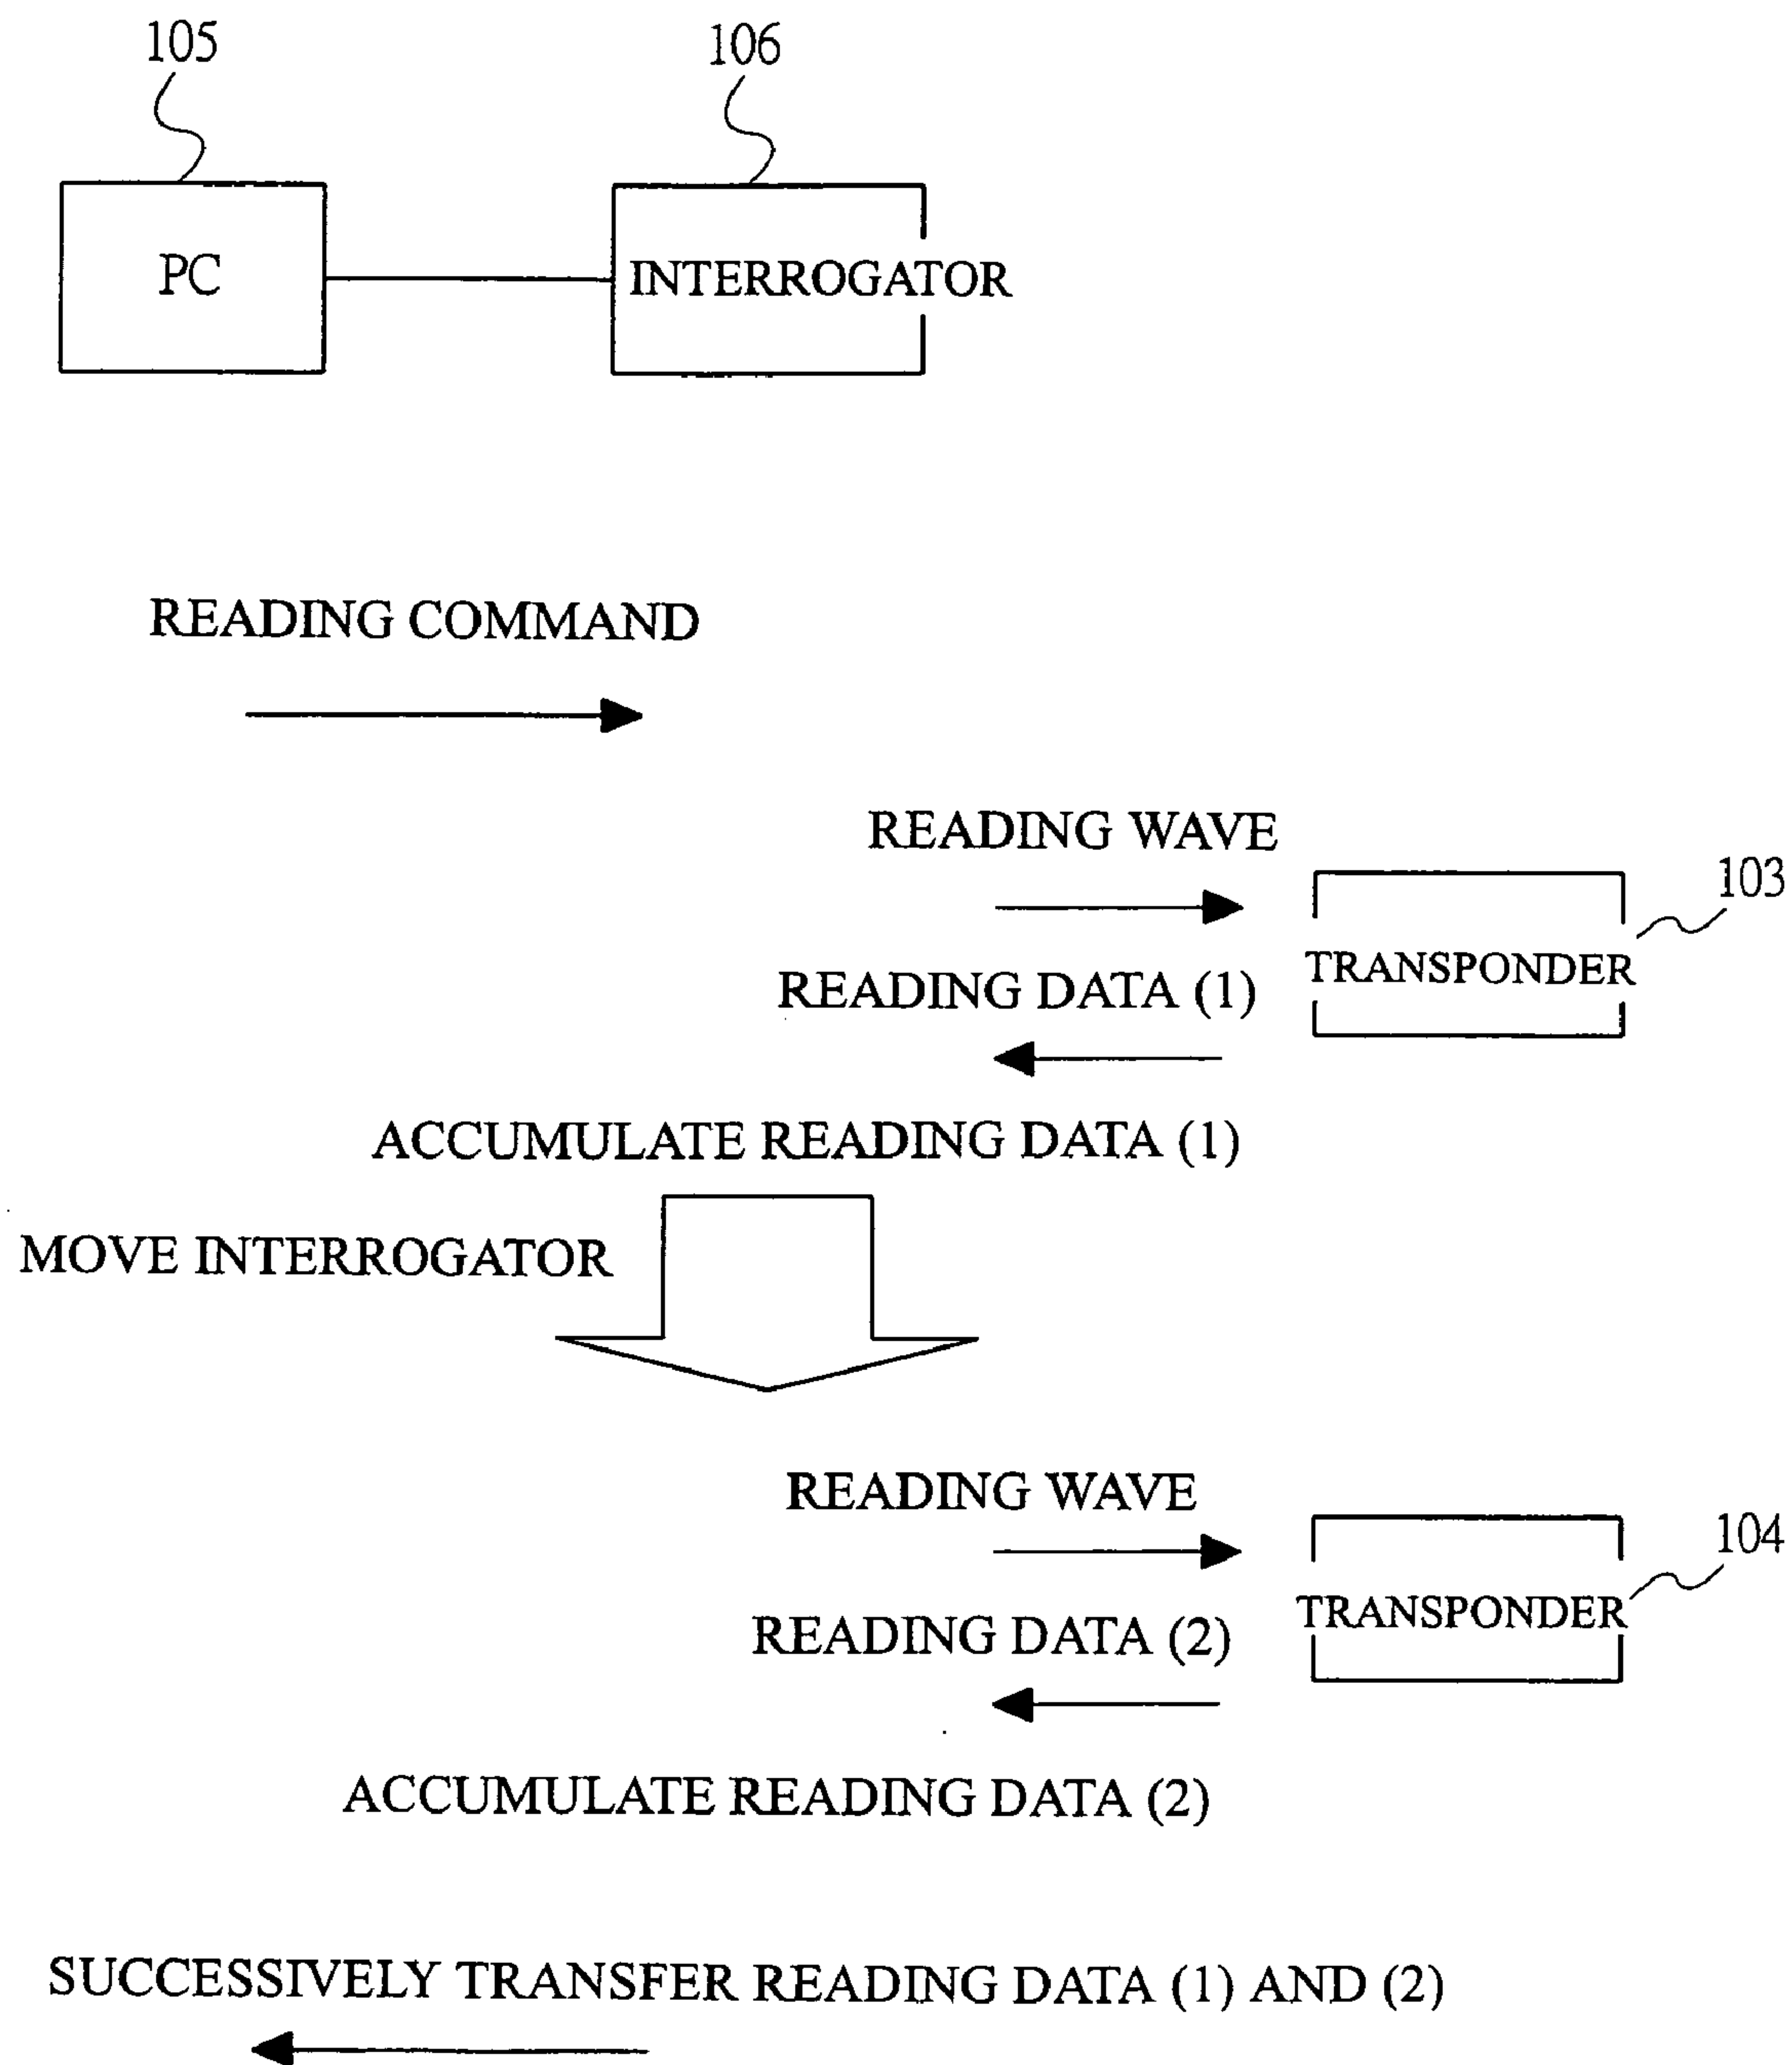 105
106
PC
INTERROGATOR
READING COMMAND
READING WAVE
103
TRANSPONDER
READING DATA (1)
ACCUMULATE READING DATA (1)
MOVE INTERROGATOR
READING WAVE
104
TRANSPONDER
READING DATA (2)
ACCUMULATE READING DATA (2)
SUCCESSIVELY TRANSFER READING DATA (1) AND (2)